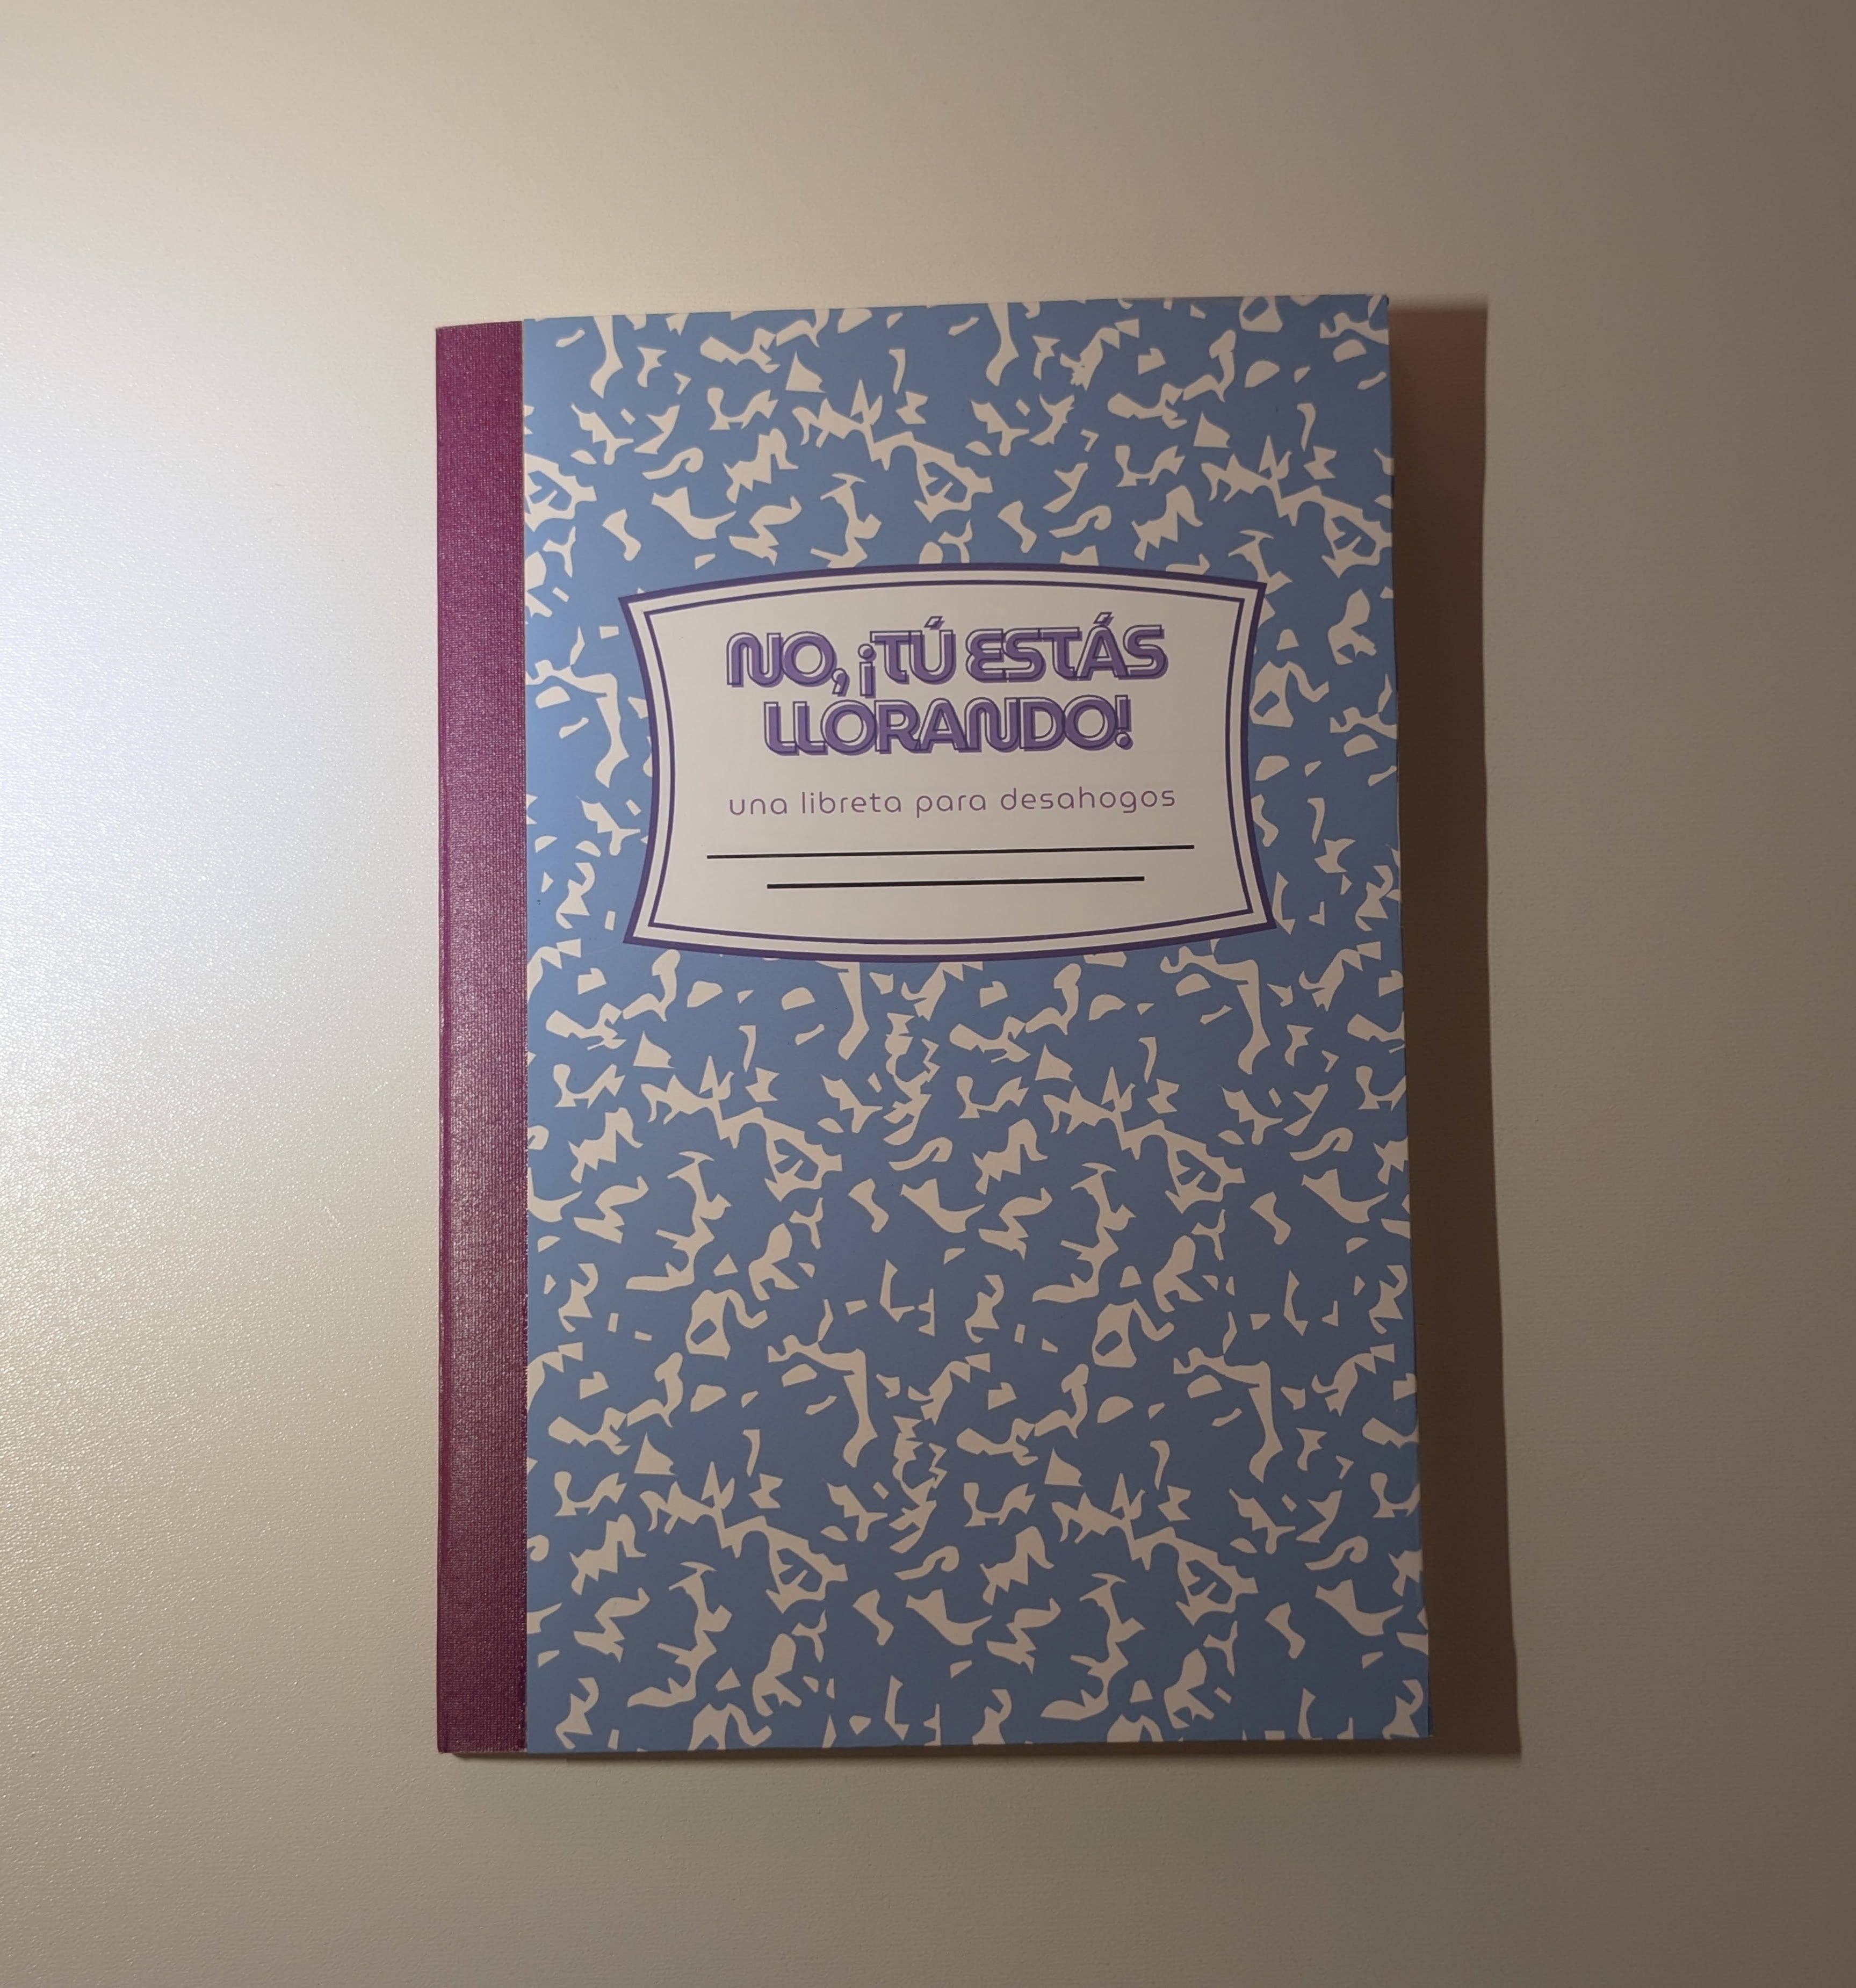 NO, ¡TÚ ESTÁS
LLORANDO!
una libreta para desahogos